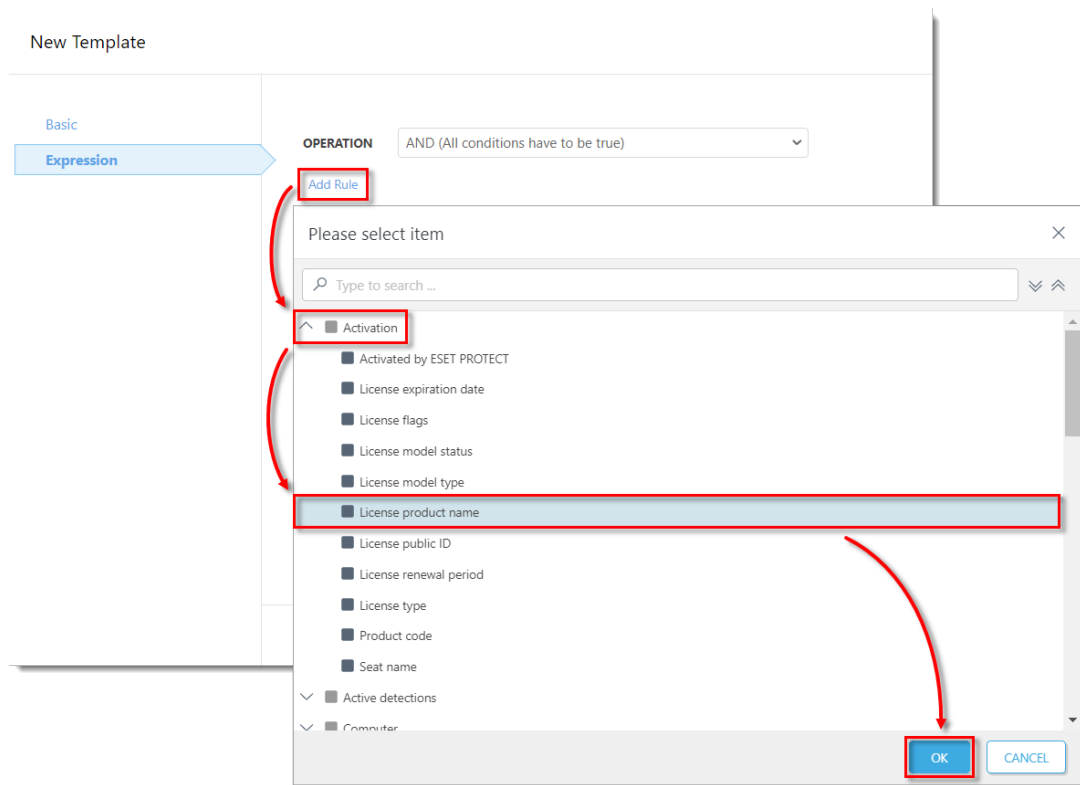 New Template
Basic
Expression
OPERATION
AND (All conditions have to be true)
Add Rule
Please select item
Type to search ...
Activation
Activated by ESET PROTECT
License expiration date
License flags
License model status
License model type
License product name
License public ID
License renewal period
License type
Product code
Seat name
Active detections
Computer
OK
CANCEL